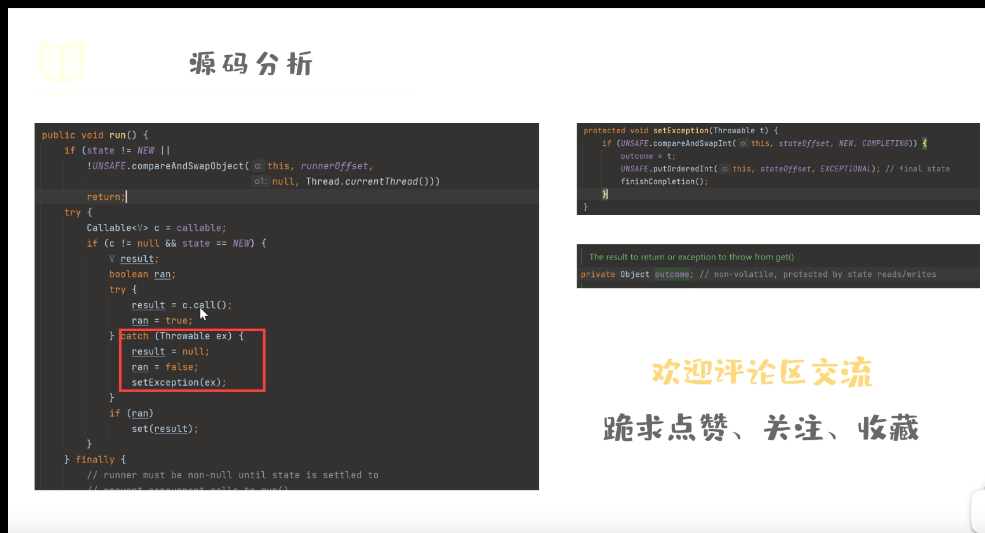 源码分析
public void run() {
if (state != NEW ||
!UNSAFE.compareAndSwapObject( o: this, runnerOffset,
o1: null, Thread.currentThread()))
return;
try {
Callable<V> c = callable;
if (c != null && state == NEW) {
V result;
boolean ran;
try {
result = c.call();
ran = true;
} catch (Throwable ex) {
result = null;
ran = false;
setException(ex);
}
if (ran)
set(result);
}
} finally {
// runner must be non-null until state is settled to
// prevent concurrent calls to run()
protected void setException(Throwable t) {
if (UNSAFE.compareAndSwapInt( o: this, stateOffset, NEW, COMPLETING)) {
outcome = t;
UNSAFE.putOrderedInt( o: this, stateOffset, EXCEPTIONAL); // final state
finishCompletion();
}
}
The result to return or exception to throw from get()
private Object outcome; // non-volatile, protected by state reads/writes
欢迎评论区交流
跪求点赞、关注、收藏